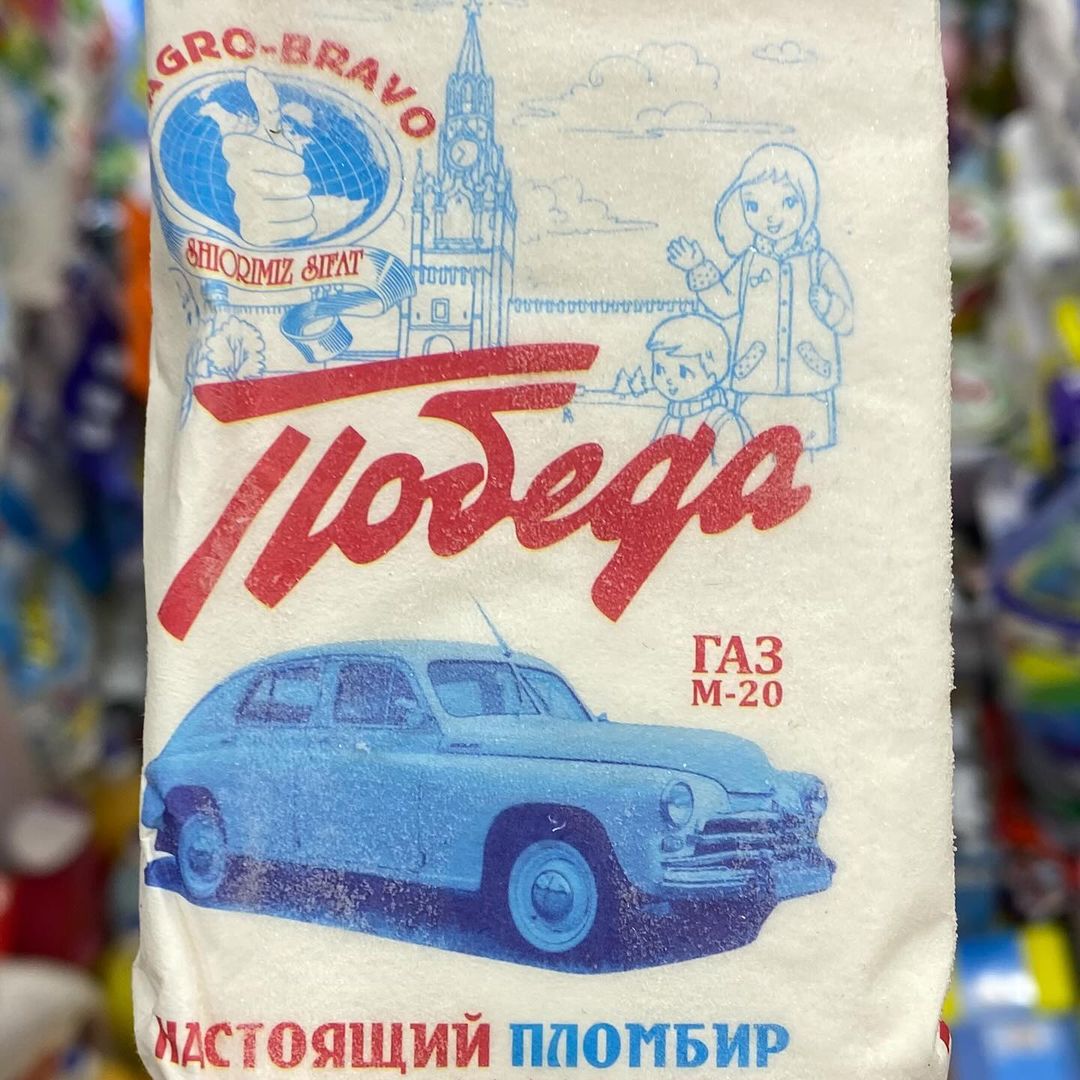 AGRO-BRAVO
SHIORIMIZ SIFAT
Победа
ГАЗ
М-20
НАСТОЯЩИЙ ПЛОМБИР